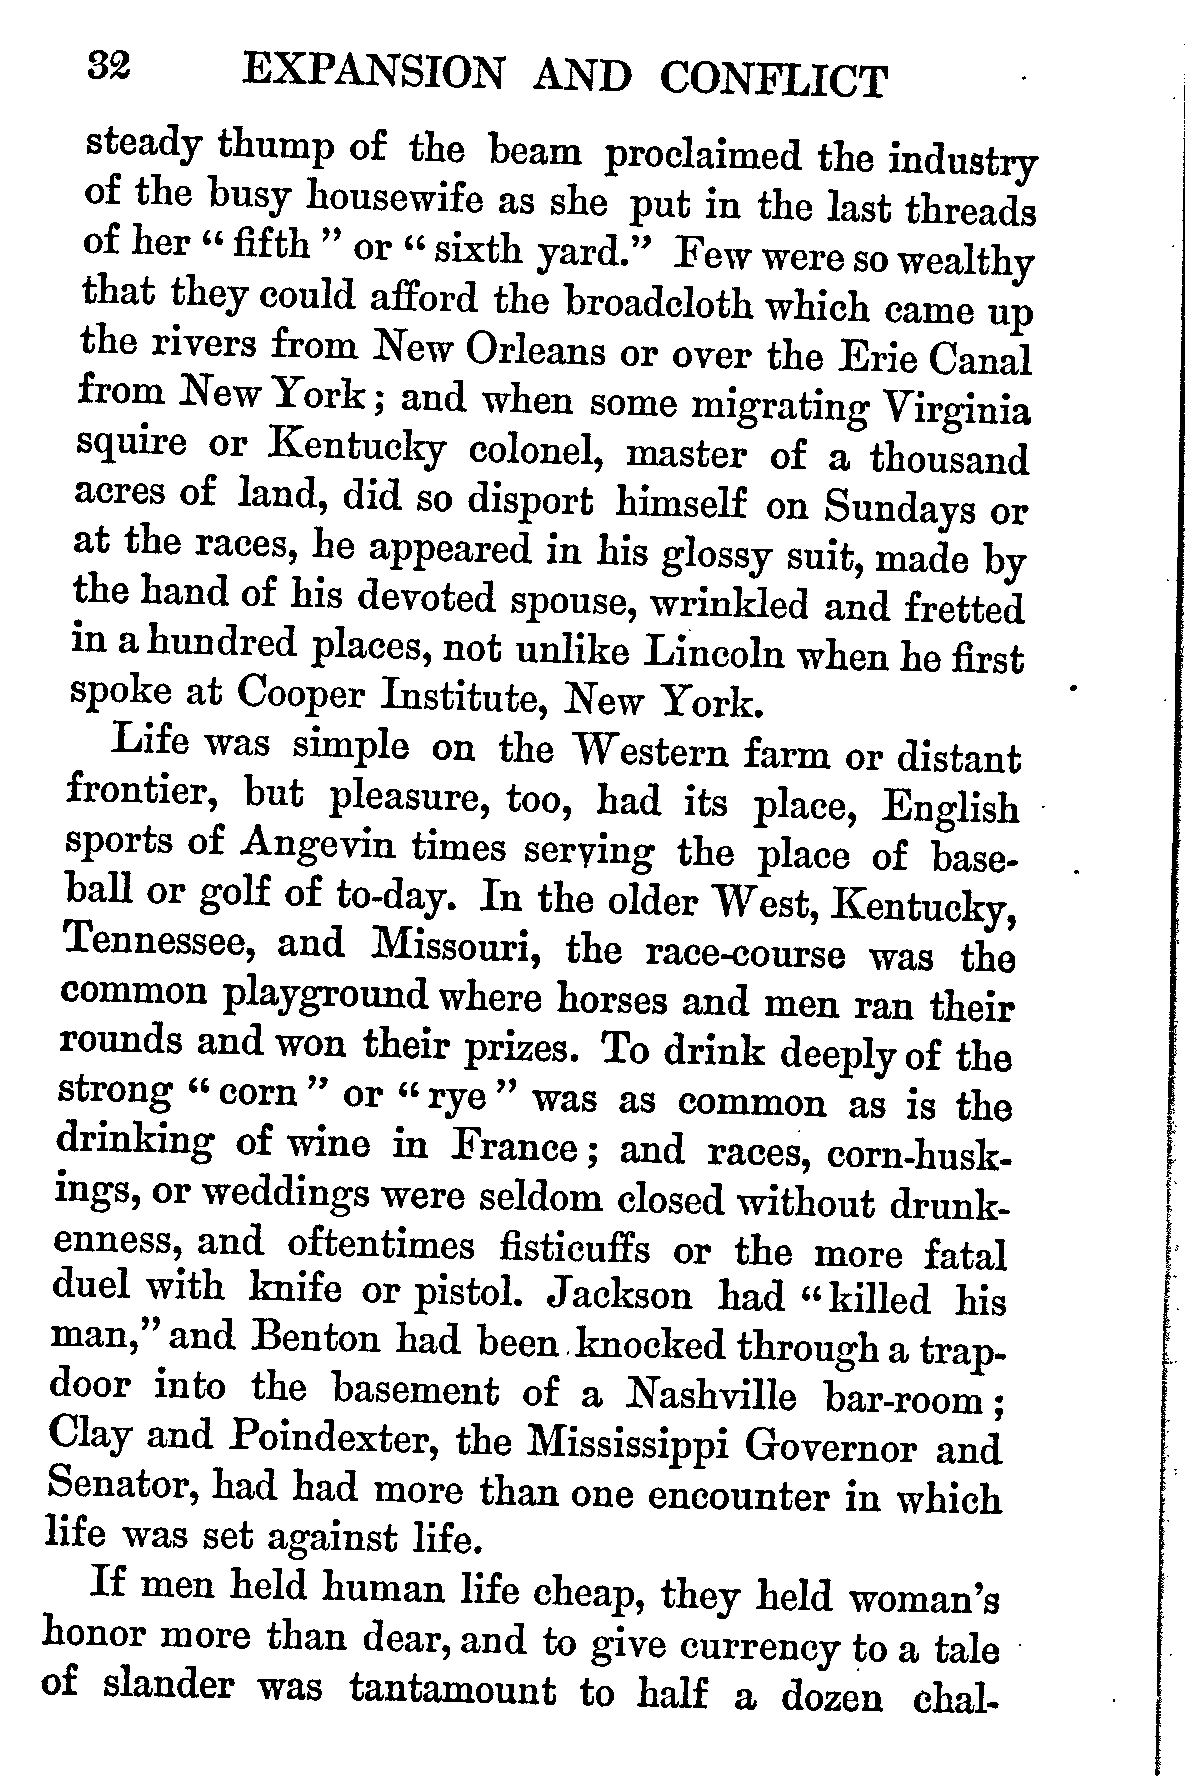 32 EXPANSION AND CONFLICT
steady thump of the beam proclaimed the industry
of the busy housewife as she put in the last threads
of her “ fifth ” or “ sixth yard.” Few were so wealthy
that they could afford the broadcloth which came up
the rivers from New Orleans or over the Erie Canal
from New York ; and when some migrating Virginia
squire or Kentucky colonel, master of a thousand
acres of land, did so disport himself on Sundays or
at the races, he appeared in his glossy suit, made by
the hand of his devoted spouse, wrinkled and fretted
in a hundred places, not unlike Lincoln when he first
spoke at Cooper Institute, New York.
Life was simple on the Western farm or distant
frontier, but pleasure, too, had its place, English
sports of Angevin times serving the place of base-
ball or golf of to-day. In the older West, Kentucky,
Tennessee, and Missouri, the race-course was the
common playground where horses and men ran their
rounds and won their prizes. To drink deeply of the
strong “ corn ” or “ rye ” was as common as is the
drinking of wine in France ; and races, corn-husk-
ings, or weddings were seldom closed without drunk-
enness, and oftentimes fisticuffs or the more fatal
duel with knife or pistol. Jackson had “ killed his
man,” and Benton had been knocked through a trap-
door into the basement of a Nashville bar-room ;
Clay and Poindexter, the Mississippi Governor and
Senator, had had more than one encounter in which
life was set against life.
If men held human life cheap, they held woman’s
honor more than dear, and to give currency to a tale
of slander was tantamount to half a dozen chal-